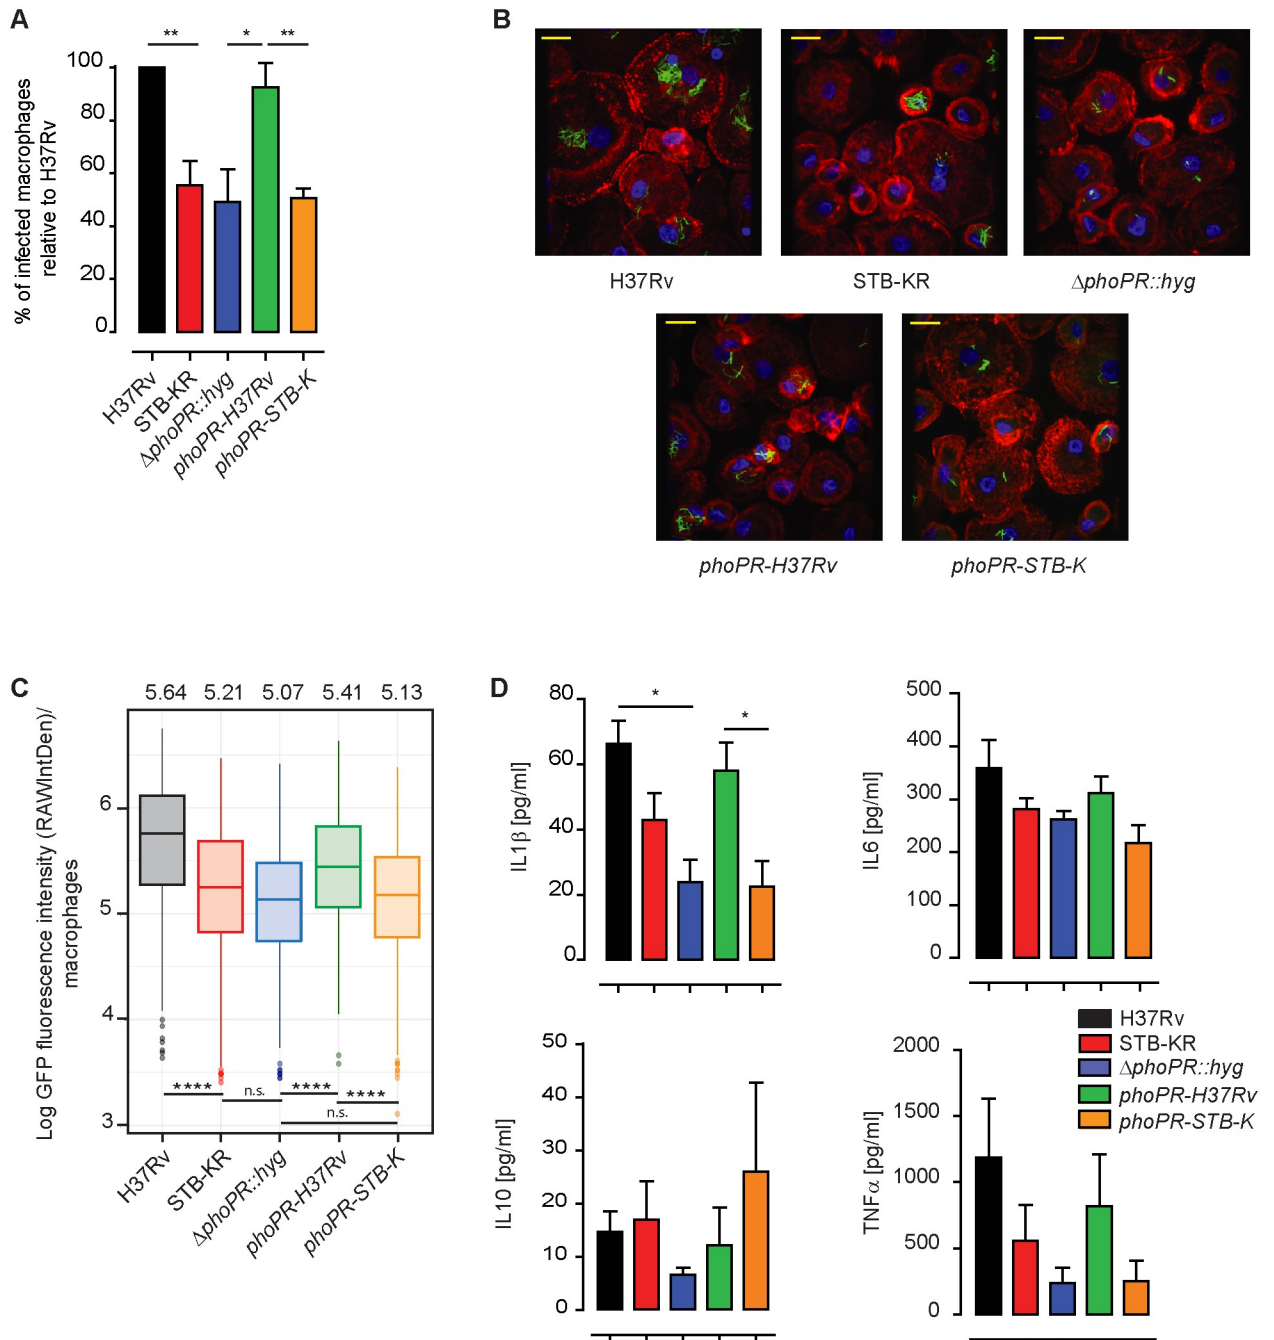 A
** * **
% of infected macrophages
relative to H37Rv
100
80
60
40
20
0
H37Rv
STB-KR
ΔphoPR::hyg
phoPR-H37Rv
phoPR-STB-K
B
H37Rv STB-KR ΔphoPR::hyg
phoPR-H37Rv phoPR-STB-K
C
5.64 5.21 5.07 5.41 5.13
Log GFP fluorescence intensity (RAWIntDen)/
macrophages
6
5
4
3
**** n.s. **** ****
n.s.
H37Rv
STB-KR
ΔphoPR::hyg
phoPR-H37Rv
phoPR-STB-K
D
IL1β [pg/ml]
80
60
40
20
0
* *
IL6 [pg/ml]
500
400
300
200
100
0
IL10 [pg/ml]
50
40
30
20
10
0
TNFα [pg/ml]
2000
1500
1000
500
0
H37Rv
STB-KR
ΔphoPR::hyg
phoPR-H37Rv
phoPR-STB-K